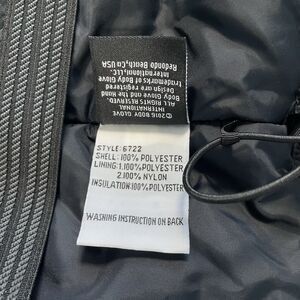 ©2016 BODY GLOVE
INTERNATIONAL
ALL RIGHTS RESERVED.
Body Glove and the Hand
Design are registered
Trademarks of Body Glove
International, LLC.
Redondo Beach, CA USA
STYLE: 6722
SHELL: 100% POLYESTER
LINING: 1.100% POLYESTER
2.100% NYLON
INSULATION:100% POLYESTER
WASHING INSTRUCTION ON BACK